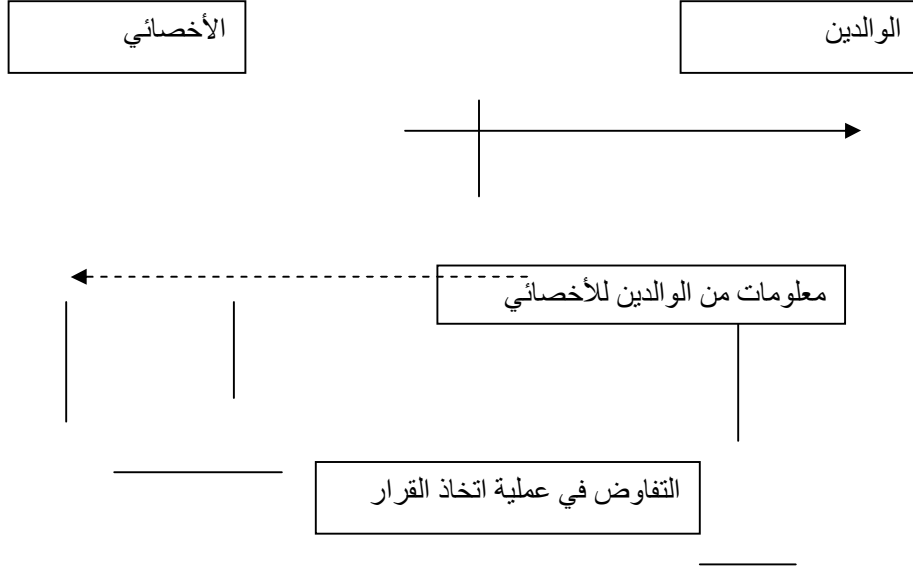 الوالدين
الأخصائي
معلومات من الوالدين للأخصائي
التفاوض في عملية اتخاذ القرار